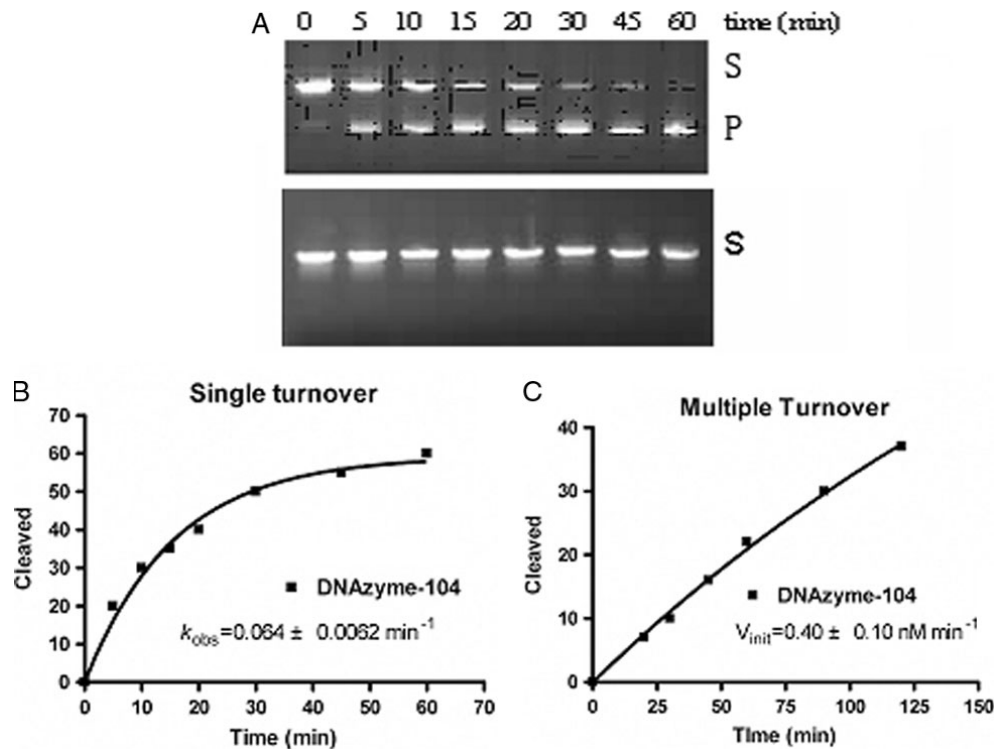 A 0 5 10 15 20 30 45 60 time (min)
S
P
S
B Single turnover
70
60
50
40
30
20
10
0
Cleaved
DNAzyme-104
kobs=0.064 ± 0.0062 min-1
0 10 20 30 40 50 60 70
Time (min)
C Multiple Turnover
40
30
20
10
0
Cleaved
DNAzyme-104
Vinit=0.40 ± 0.10 nM min-1
0 25 50 75 100 125 150
TIme (min)